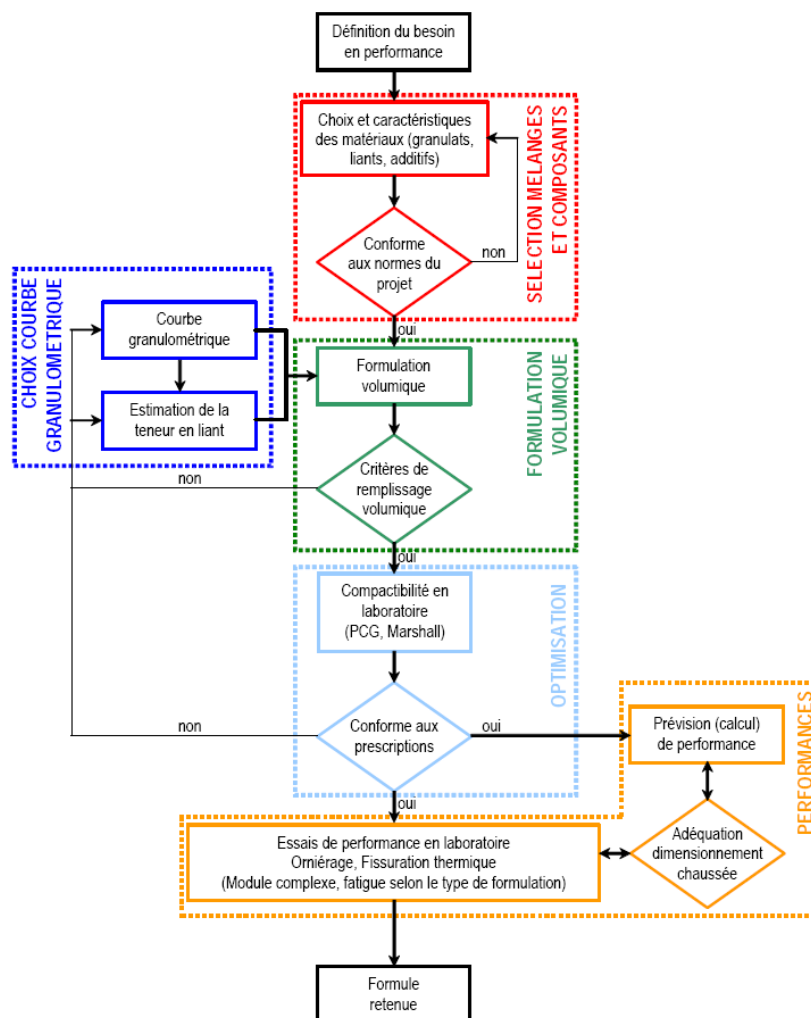 Définition du besoin
en performance
Choix et caractéristiques
des matériaux (granulats,
liants, additifs)
Conforme
aux normes du
projet
non
oui
SELECTION MELANGES
ET COMPOSANTS
CHOIX COURBE
GRANULOMETRIQUE
Courbe
granulométrique
Estimation de la
teneur en liant
Formulation
volumique
Critères de
remplissage
volumique
non
oui
FORMULATION
VOLUMIQUE
Compactibilité en
laboratoire
(PCG, Marshall)
Conforme aux
prescriptions
non
oui
oui
OPTIMISATION
Prévision (calcul)
de performance
Adéquation
dimensionnement
chaussée
PERFORMANCES
Essais de performance en laboratoire
Orniérage, Fissuration thermique
(Module complexe, fatigue selon le type de formulation)
Formule
retenue